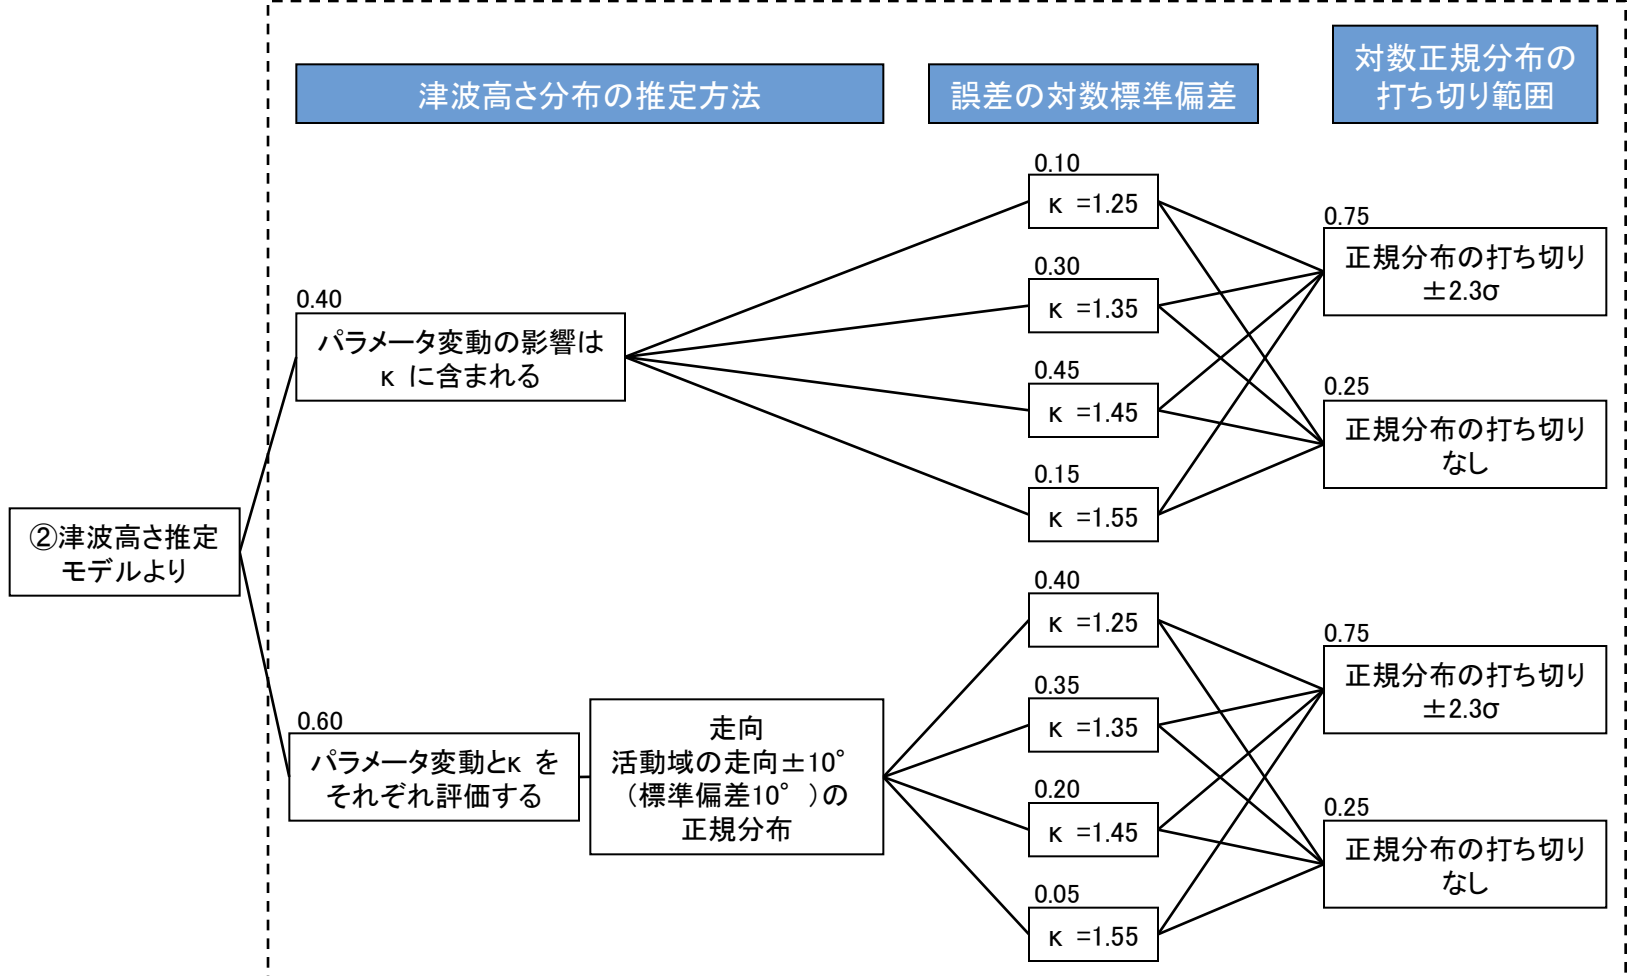 津波高さ分布の推定方法
誤差の対数標準偏差
対数正規分布の
打ち切り範囲
0.10
κ =1.25
0.30
κ =1.35
0.45
κ =1.45
0.15
κ =1.55
0.75
正規分布の打ち切り
±2.3σ
0.25
正規分布の打ち切り
なし
0.40
パラメータ変動の影響は
κ に含まれる
②津波高さ推定
モデルより
0.60
パラメータ変動とκ を
それぞれ評価する
走向
活動域の走向±10°
（標準偏差10° ）の
正規分布
0.40
κ =1.25
0.35
κ =1.35
0.20
κ =1.45
0.05
κ =1.55
0.75
正規分布の打ち切り
±2.3σ
0.25
正規分布の打ち切り
なし